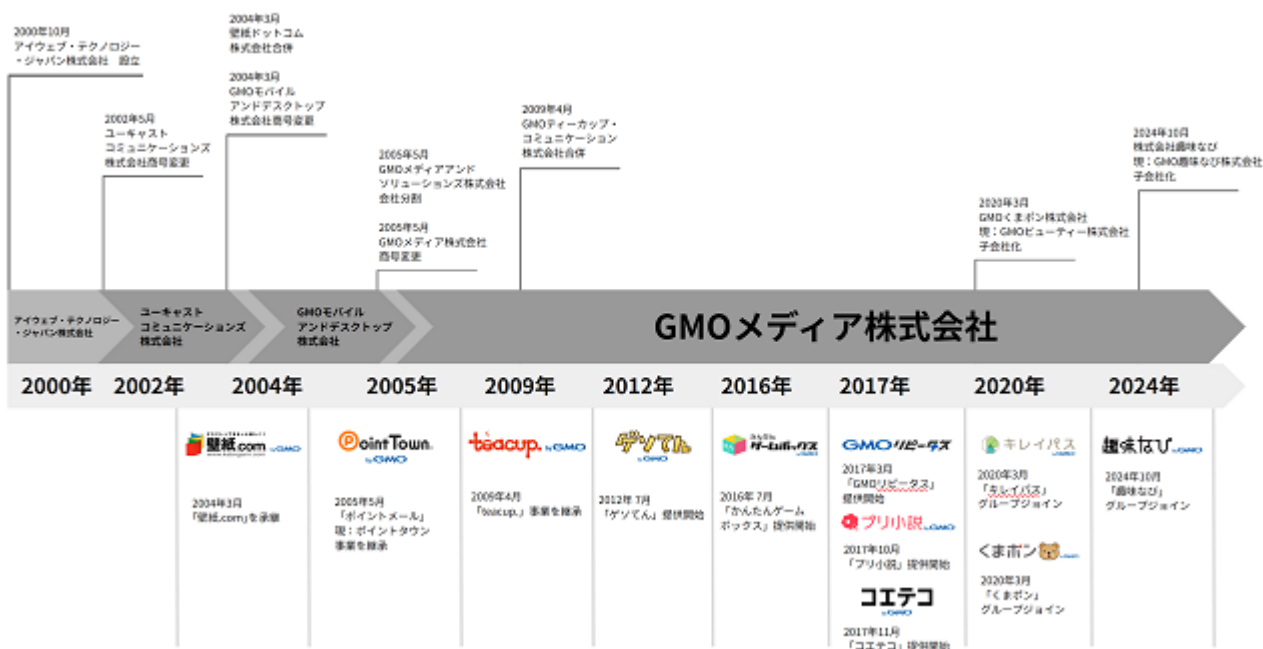 2000年10月
アイウェブ・テクノロジー
・ジャパン株式会社 設立
2002年5月
ユーキャスト
コミュニケーションズ
株式会社商号変更
2004年3月
壁紙ドットコム
株式会社合併
2004年3月
GMOモバイル
アンドデスクトップ
株式会社商号変更
2005年5月
GMOメディアアンド
ソリューションズ株式会社
会社分割
2005年5月
GMOメディア株式会社
商号変更
2009年4月
GMOティーカップ・
コミュニケーション
株式会社合併
2020年3月
GMOくまポン株式会社
現：GMOビューティー株式会社
子会社化
2024年10月
株式会社趣味なび
現：GMO趣味なび株式会社
子会社化
アイウェブ・テクノロジー
・ジャパン株式会社
ユーキャスト
コミュニケーションズ
株式会社
GMOモバイル
アンドデスクトップ
株式会社
GMOメディア株式会社
2000年 2002年 2004年 2005年 2009年 2012年 2016年 2017年 2020年 2024年
壁紙.com byGMO
2004年3月
「壁紙.com」を承継
PointTown. byGMO
2005年5月
「ポイントメール」
現：ポイントタウン
事業を継承
teacup. byGMO
2009年4月
「teacup.」事業を継承
ゲソてん byGMO
2012年 7月
「ゲソてん」提供開始
かんたん ゲームボックス byGMO
2016年 7月
「かんたんゲーム
ボックス」提供開始
GMOリピータス
2017年3月
「GMOリピータス」
提供開始
プリ小説 byGMO
2017年10月
「プリ小説」提供開始
コエテコ byGMO
2017年11月
「コエテコ」提供開始
キレイパス byGMO
2020年3月
「キレイパス」
グループジョイン
くまポン byGMO
2020年3月
「くまポン」
グループジョイン
趣味なび byGMO
2024年10月
「趣味なび」
グループジョイン